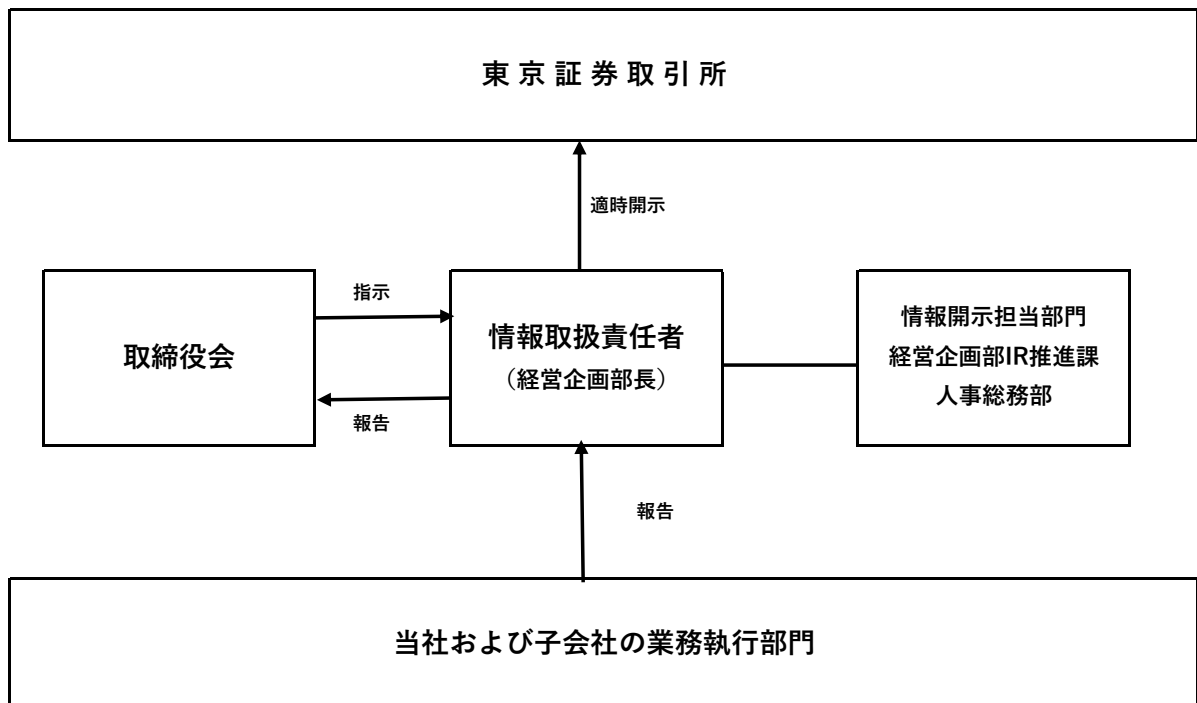 東京証券取引所
適時開示
指示
取締役会
報告
情報取扱責任者
（経営企画部長）
情報開示担当部門
経営企画部IR推進課
人事総務部
報告
当社および子会社の業務執行部門